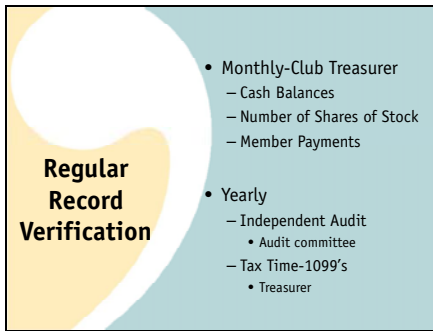 Regular
Record
Verification
• Monthly-Club Treasurer
– Cash Balances
– Number of Shares of Stock
– Member Payments
• Yearly
– Independent Audit
• Audit committee
– Tax Time-1099's
• Treasurer